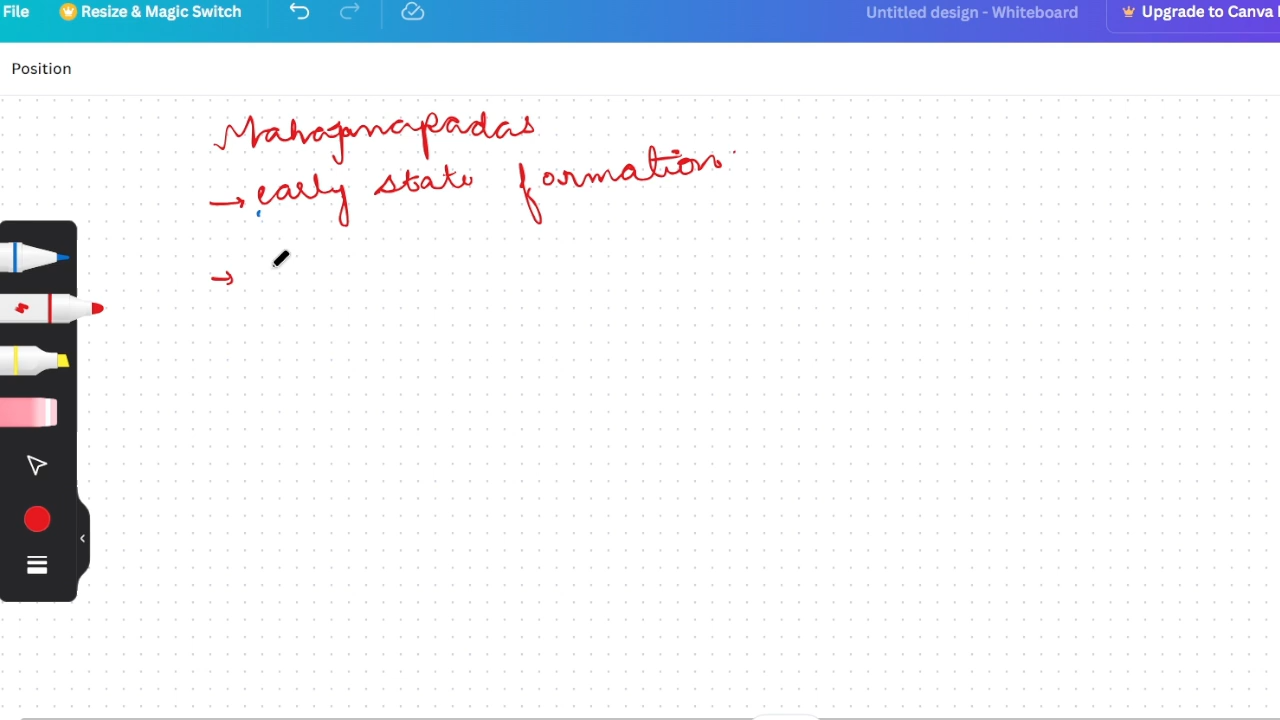 File Resize & Magic Switch Untitled design - Whiteboard Upgrade to Canva
Position
Mahajanapadas
→ early state formation.
→